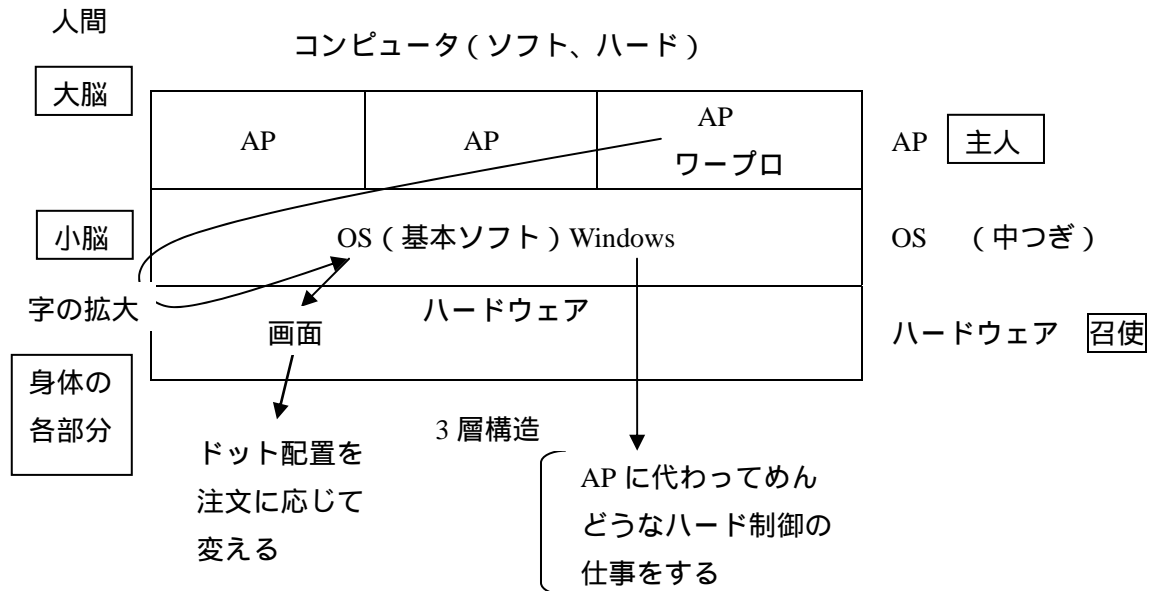 人間
コンピュータ(ソフト、ハード)
大脳
AP
AP
AP
ワープロ
AP 主人
小脳
OS(基本ソフト)Windows
OS (中つぎ)
字の拡大
ハードウェア
画面
ハードウェア 召使
身体の
各部分
3層構造
ドット配置を
注文に応じて
変える
APに代わってめん
どうなハード制御の
仕事をする